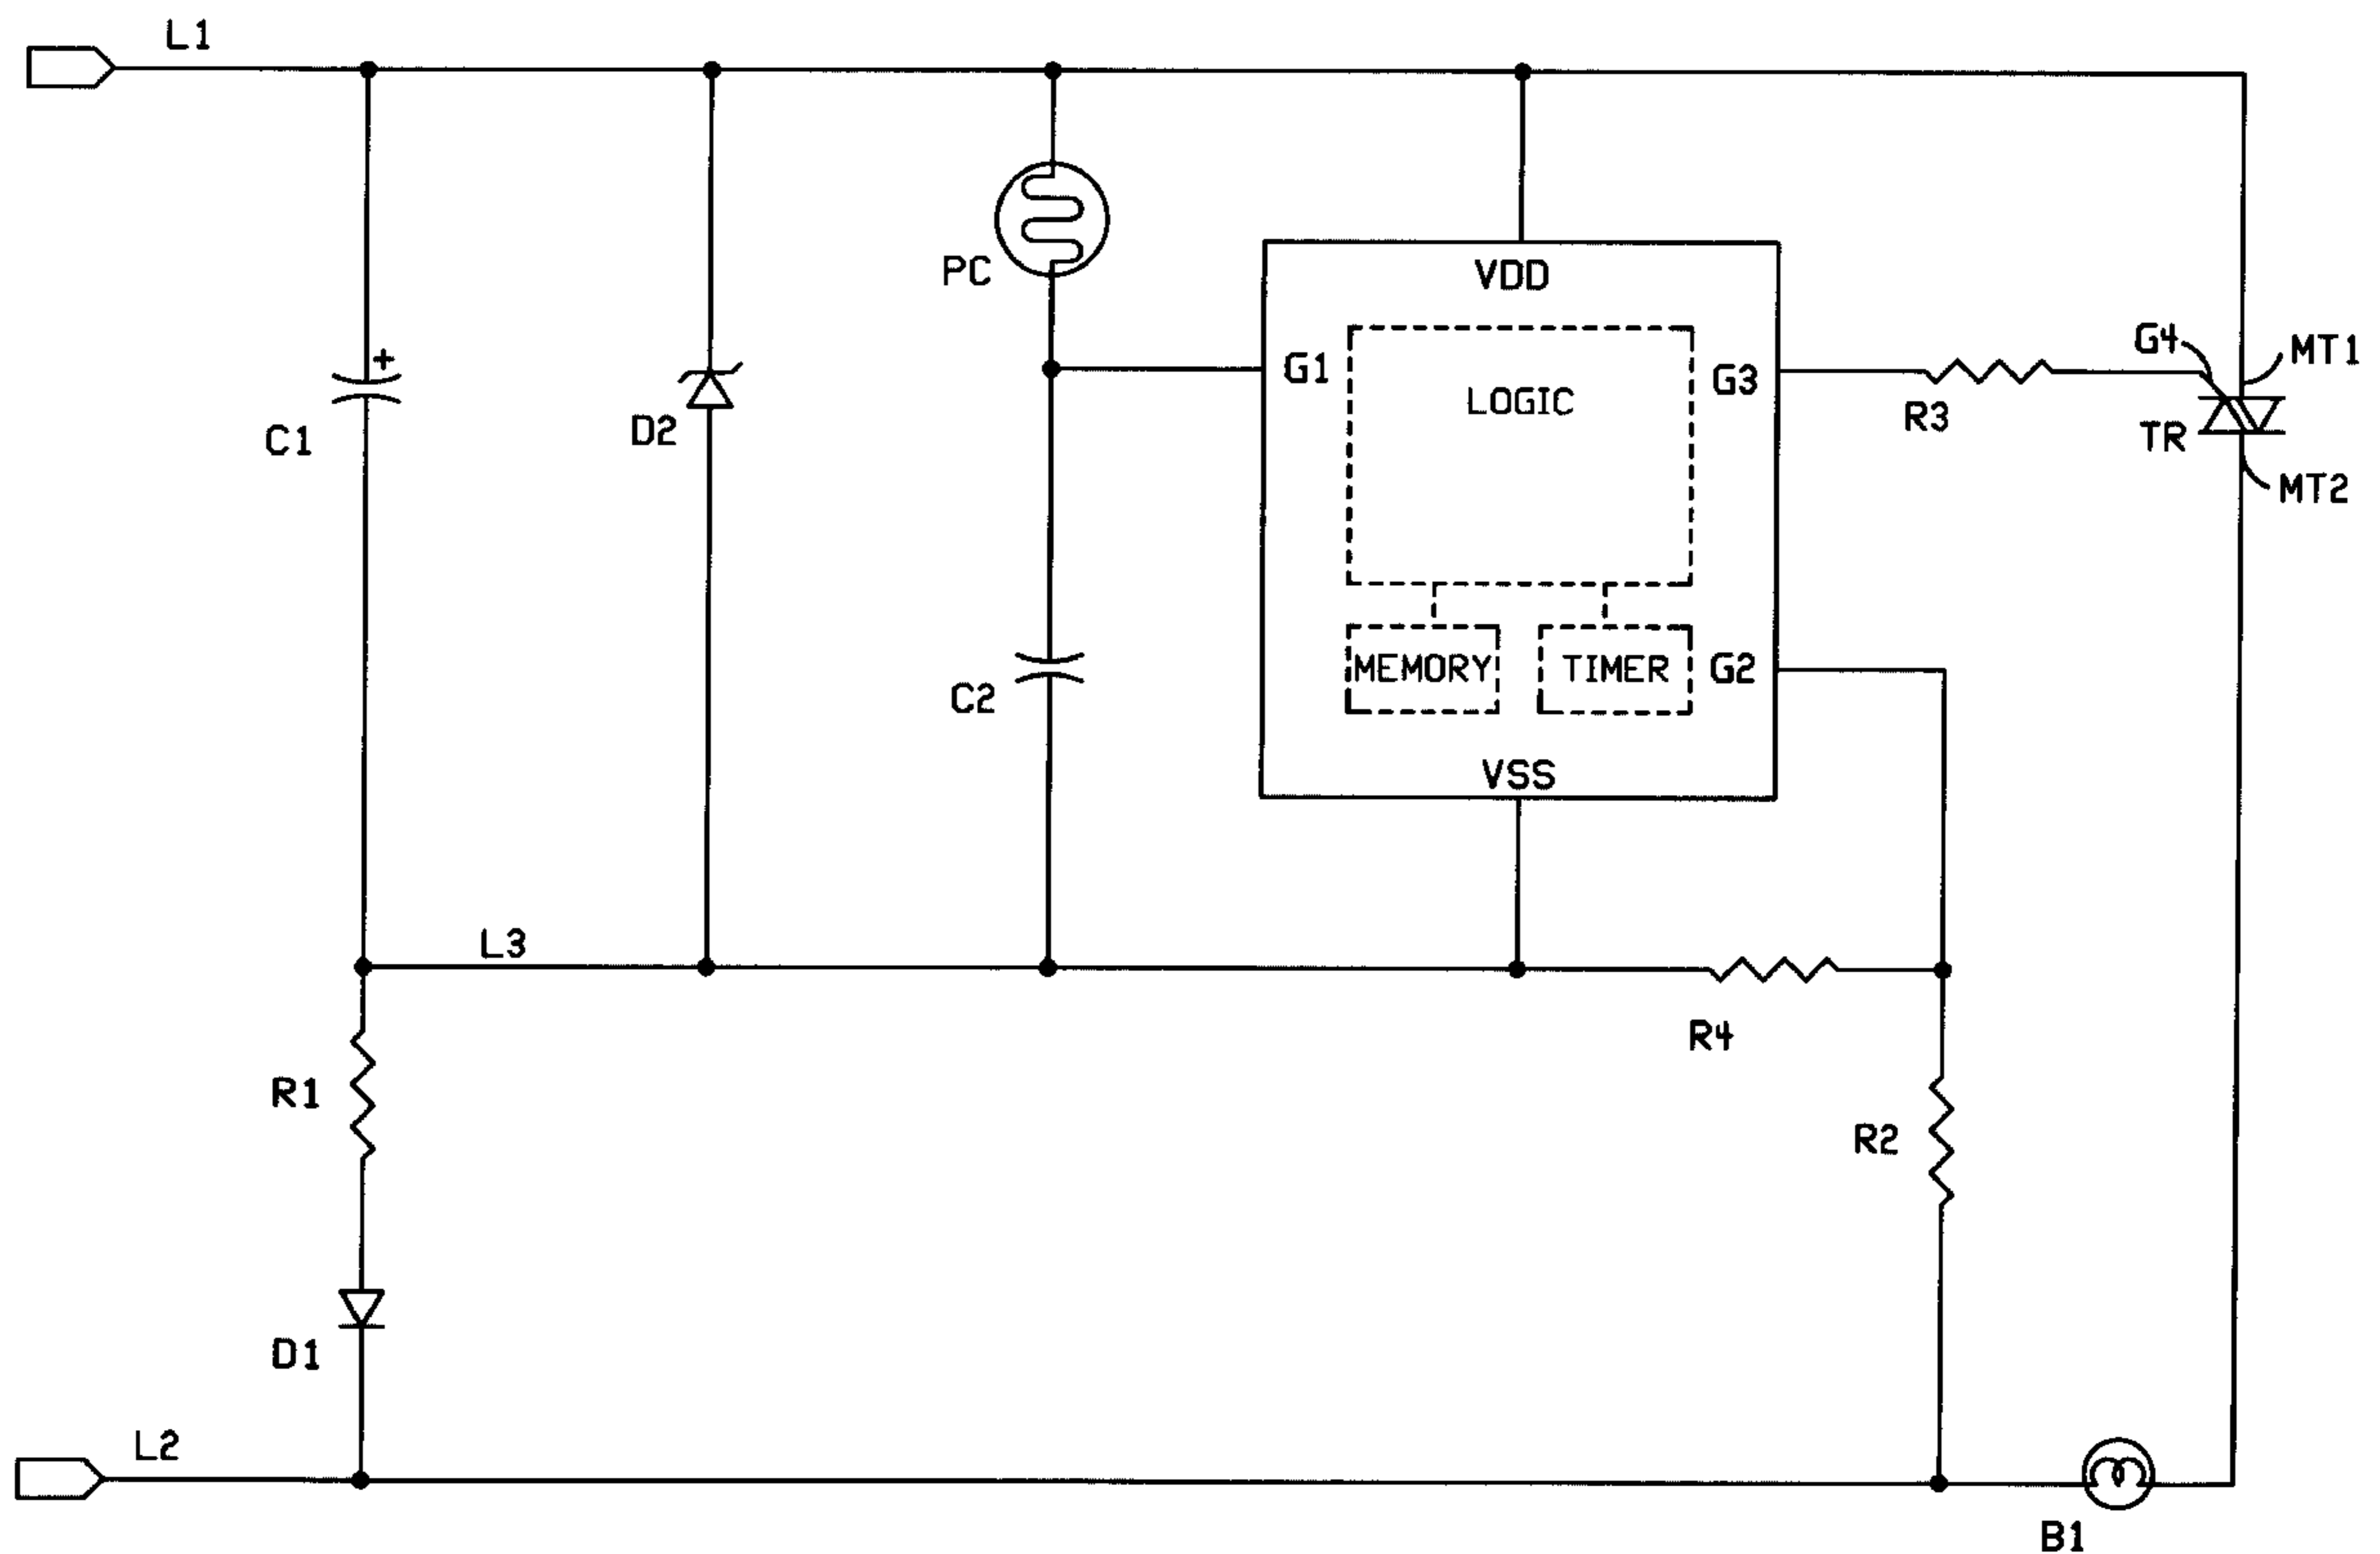 L1
PC
VDD
G1
LOGIC
G3
G4
MT1
R3
TR
MT2
+
C1
D2
C2
MEMORY
TIMER
G2
VSS
L3
R4
R1
R2
D1
L2
B1